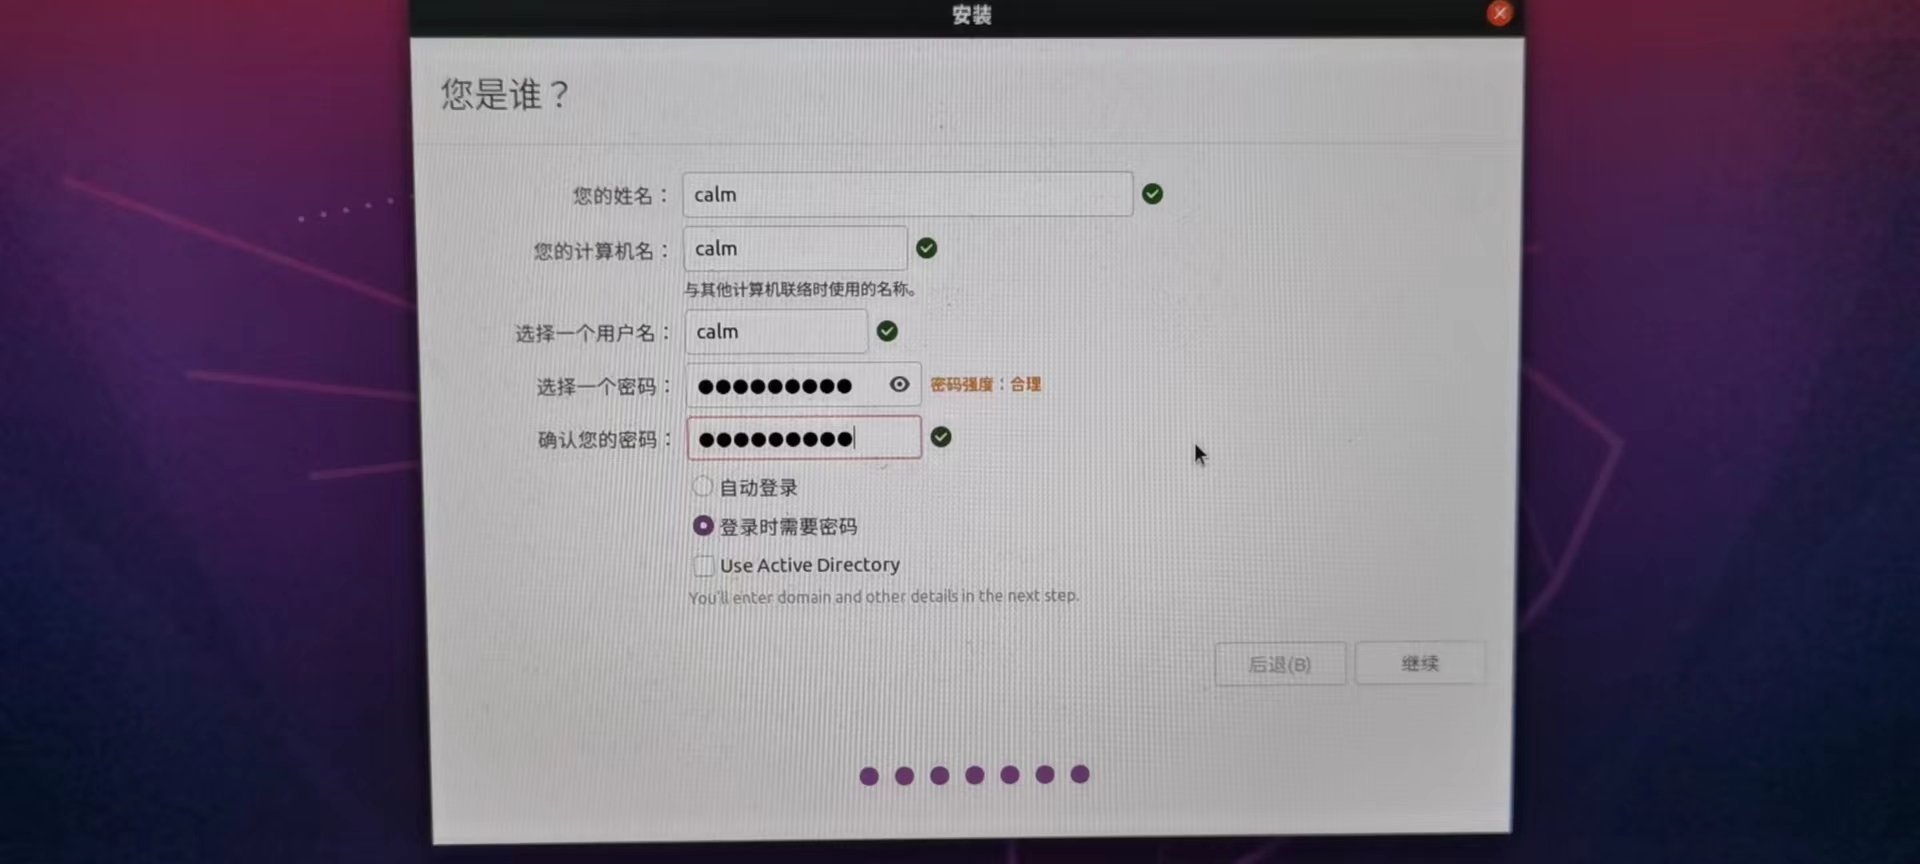 安装
您是谁？
您的姓名： calm
您的计算机名： calm
与其他计算机联络时使用的名称。
选择一个用户名： calm
选择一个密码： ●●●●●●●●● 密码强度：合理
确认您的密码： ●●●●●●●●●
自动登录
登录时需要密码
Use Active Directory
You'll enter domain and other details in the next step.
后退(B) 继续